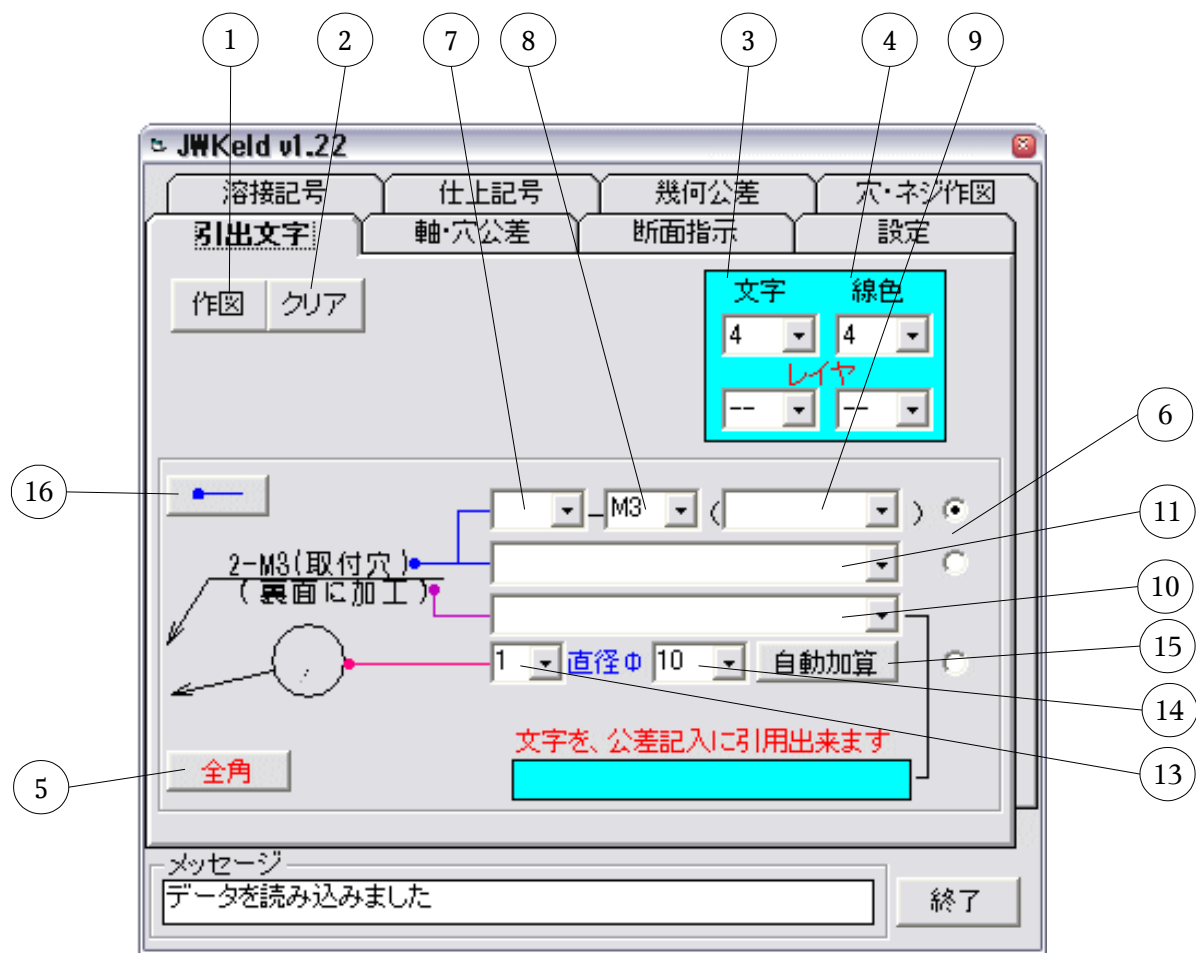 1 2 7 8 3 4 9
JWKeld v1.22
溶接記号 仕上記号 幾何公差 穴・ネジ作図
引出文字 軸・穴公差 断面指示 設定
作図 クリア
文字 線色
4 4
レイヤ
-- --
6
16
M3 ( )
11
2-M3(取付穴)
(裏面に加工)
10
1 直径Φ 10 自動加算
15
14
文字を、公差記入に引用出来ます
全角
13
5
メッセージ
データを読み込みました
終了